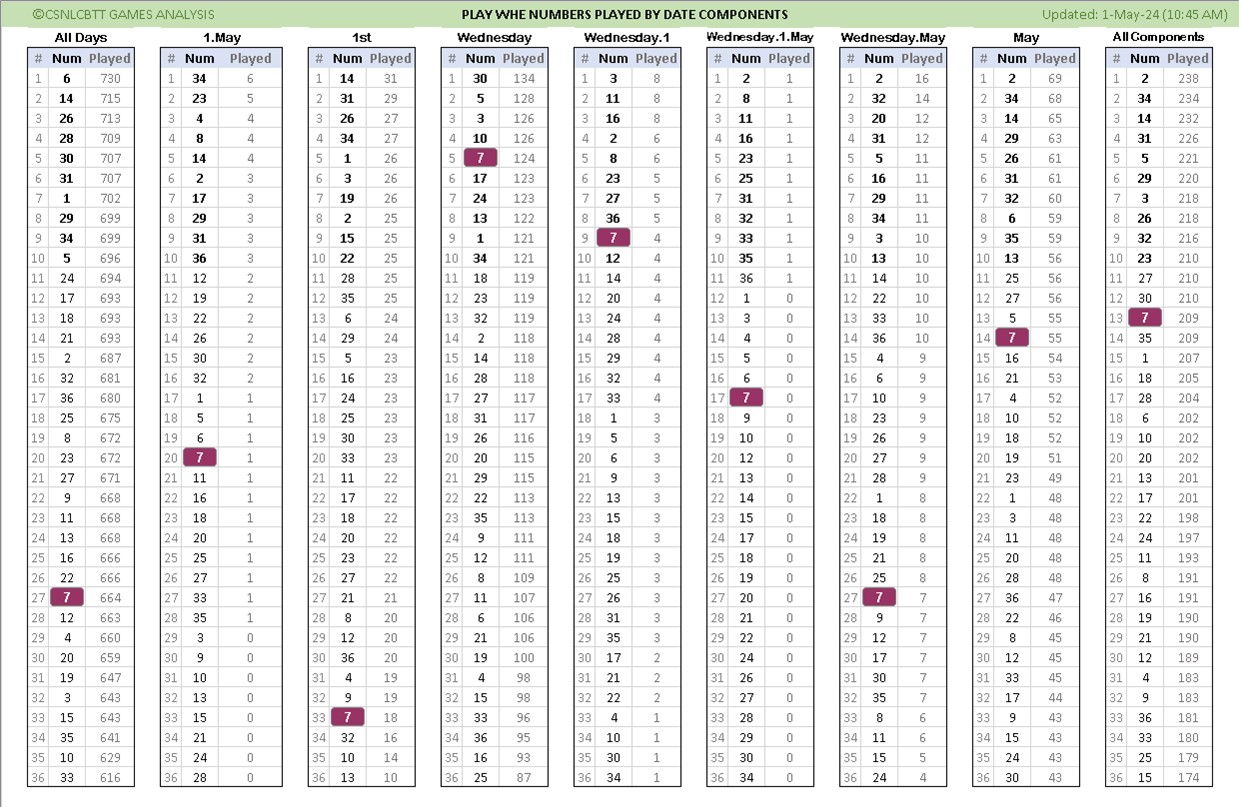 ©CSNLCBTT GAMES ANALYSIS PLAY WHE NUMBERS PLAYED BY DATE COMPONENTS Updated: 1-May-24 (10:45 AM)
All Days 1.May 1st Wednesday Wednesday.1 Wednesday.1.May Wednesday.May May All Components
# Num Played # Num Played # Num Played # Num Played # Num Played # Num Played # Num Played # Num Played # Num Played
1 6 730 1 34 6 1 14 31 1 30 134 1 3 8 1 2 1 1 2 16 1 2 69 1 2 238
2 14 715 2 23 5 2 31 29 2 5 128 2 11 8 2 8 1 2 32 14 2 34 68 2 34 234
3 26 713 3 4 4 3 26 27 3 3 126 3 16 8 3 11 1 3 20 12 3 14 65 3 14 232
4 28 709 4 8 4 4 34 27 4 10 126 4 2 6 4 16 1 4 31 12 4 29 63 4 31 226
5 30 707 5 14 4 5 1 26 5 7 124 5 8 6 5 23 1 5 5 11 5 26 61 5 5 221
6 31 707 6 2 3 6 3 26 6 17 123 6 23 5 6 25 1 6 16 11 6 31 61 6 29 220
7 1 702 7 17 3 7 19 26 7 24 123 7 27 5 7 31 1 7 29 11 7 32 60 7 3 218
8 29 699 8 29 3 8 2 25 8 13 122 8 36 5 8 32 1 8 34 11 8 6 59 8 26 218
9 34 699 9 31 3 9 15 25 9 1 121 9 7 4 9 33 1 9 3 10 9 35 59 9 32 216
10 5 696 10 36 3 10 22 25 10 34 121 10 12 4 10 35 1 10 13 10 10 13 56 10 23 210
11 24 694 11 12 2 11 28 25 11 18 119 11 14 4 11 36 1 11 14 10 11 25 56 11 27 210
12 17 693 12 19 2 12 35 25 12 23 119 12 20 4 12 1 0 12 22 10 12 27 56 12 30 210
13 18 693 13 22 2 13 6 24 13 32 119 13 24 4 13 3 0 13 33 10 13 5 55 13 7 209
14 21 693 14 26 2 14 29 24 14 2 118 14 28 4 14 4 0 14 36 10 14 7 55 14 35 209
15 2 687 15 30 2 15 5 23 15 14 118 15 29 4 15 5 0 15 4 9 15 16 54 15 1 207
16 32 681 16 32 2 16 16 23 16 28 118 16 32 4 16 6 0 16 6 9 16 21 53 16 18 205
17 36 680 17 1 1 17 24 23 17 27 117 17 33 4 17 7 0 17 10 9 17 4 52 17 28 204
18 25 675 18 5 1 18 25 23 18 31 117 18 1 3 18 9 0 18 23 9 18 10 52 18 6 202
19 8 672 19 6 1 19 30 23 19 26 116 19 5 3 19 10 0 19 26 9 19 18 52 19 10 202
20 23 672 20 7 1 20 33 23 20 20 115 20 6 3 20 12 0 20 27 9 20 19 51 20 20 202
21 27 671 21 11 1 21 11 22 21 29 115 21 9 3 21 13 0 21 28 9 21 23 49 21 13 201
22 9 668 22 16 1 22 17 22 22 22 113 22 13 3 22 14 0 22 1 8 22 1 48 22 17 201
23 11 668 23 18 1 23 18 22 23 35 113 23 15 3 23 15 0 23 18 8 23 3 48 23 22 198
24 13 668 24 20 1 24 20 22 24 9 111 24 18 3 24 17 0 24 19 8 24 11 48 24 24 197
25 16 666 25 25 1 25 23 22 25 12 111 25 19 3 25 18 0 25 21 8 25 20 48 25 11 193
26 22 666 26 27 1 26 27 22 26 8 109 26 25 3 26 19 0 26 25 8 26 28 48 26 8 191
27 7 664 27 33 1 27 21 21 27 11 107 27 26 3 27 20 0 27 7 7 27 36 47 27 16 191
28 12 663 28 35 1 28 8 20 28 6 106 28 31 3 28 21 0 28 9 7 28 22 46 28 19 190
29 4 660 29 3 0 29 12 20 29 21 106 29 35 3 29 22 0 29 12 7 29 8 45 29 21 190
30 20 659 30 9 0 30 36 20 30 19 100 30 17 2 30 24 0 30 17 7 30 12 45 30 12 189
31 19 647 31 10 0 31 4 19 31 4 98 31 21 2 31 26 0 31 30 7 31 33 45 31 4 183
32 3 643 32 13 0 32 9 19 32 15 98 32 22 2 32 27 0 32 35 7 32 17 44 32 9 183
33 15 643 33 15 0 33 7 18 33 33 96 33 4 1 33 28 0 33 8 6 33 9 43 33 36 181
34 35 641 34 21 0 34 32 16 34 36 95 34 10 1 34 29 0 34 11 6 34 15 43 34 33 180
35 10 629 35 24 0 35 10 14 35 16 93 35 30 1 35 30 0 35 15 5 35 24 43 35 25 179
36 33 616 36 28 0 36 13 10 36 25 87 36 34 1 36 34 0 36 24 4 36 30 43 36 15 174